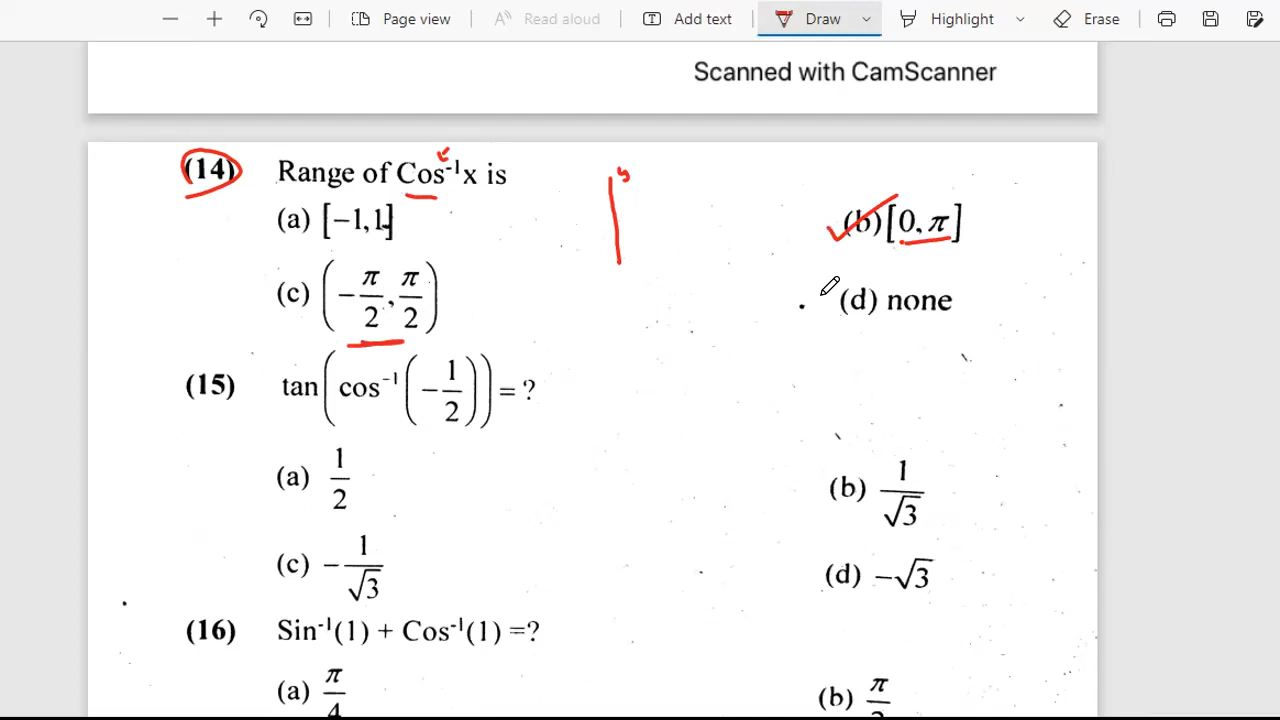 Page view Read aloud Add text Draw Highlight Erase
Scanned with CamScanner
(14) Range of Cos⁻¹x is
(a) [−1,1] (b) [0, π]
(c) (−π/2, π/2) (d) none
(15) tan(cos⁻¹(−1/2)) = ?
(a) 1/2 (b) 1/√3
(c) −1/√3 (d) −√3
(16) Sin⁻¹(1) + Cos⁻¹(1) =?
(a) π/4 (b) π